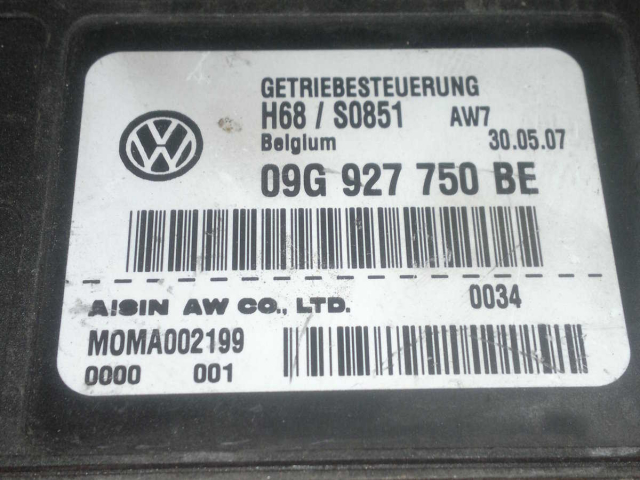 GETRIEBESTEUERUNG
H68 / S0851 AW7
Belgium 30.05.07
09G 927 750 BE
AISIN AW CO., LTD. 0034
MOMA002199
0000 001